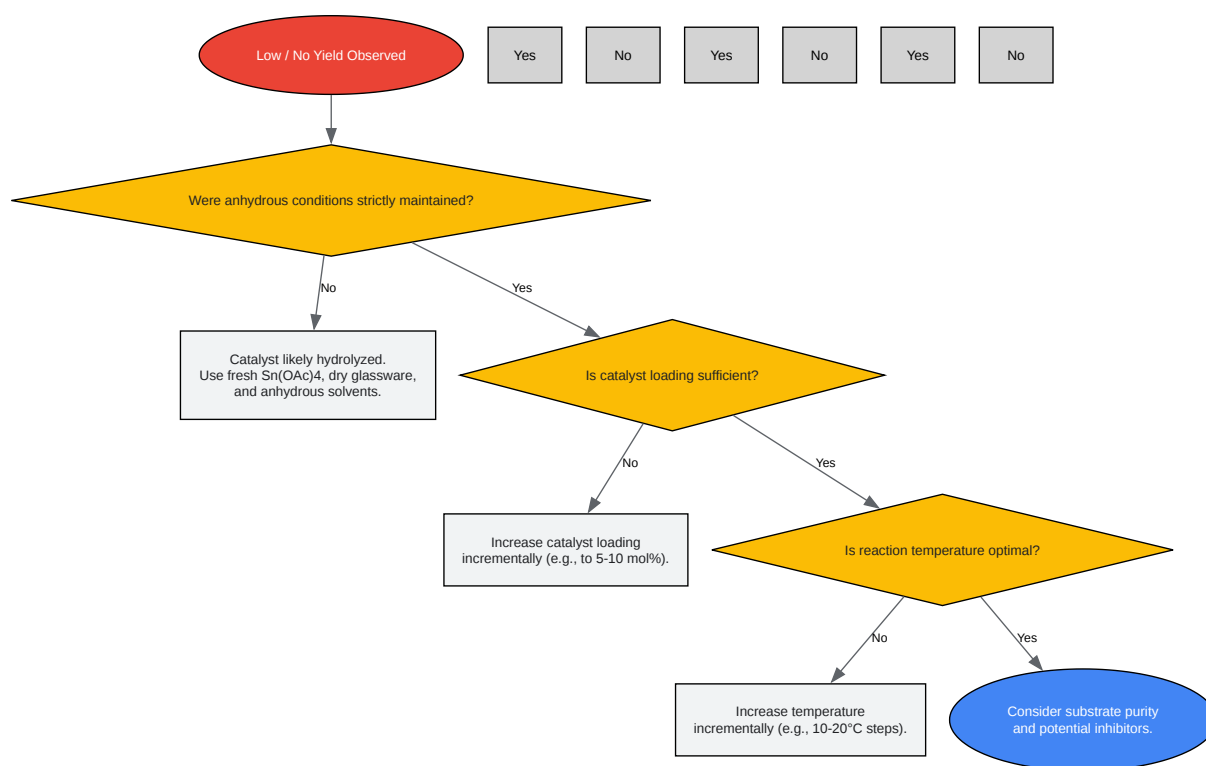 Low / No Yield Observed
Yes
No
Yes
No
Yes
No
Were anhydrous conditions strictly maintained?
No
Yes
Catalyst likely hydrolyzed.
Use fresh Sn(OAc)4, dry glassware,
and anhydrous solvents.
Is catalyst loading sufficient?
No
Yes
Increase catalyst loading
incrementally (e.g., to 5-10 mol%).
Is reaction temperature optimal?
No
Yes
Increase temperature
incrementally (e.g., 10-20°C steps).
Consider substrate purity
and potential inhibitors.